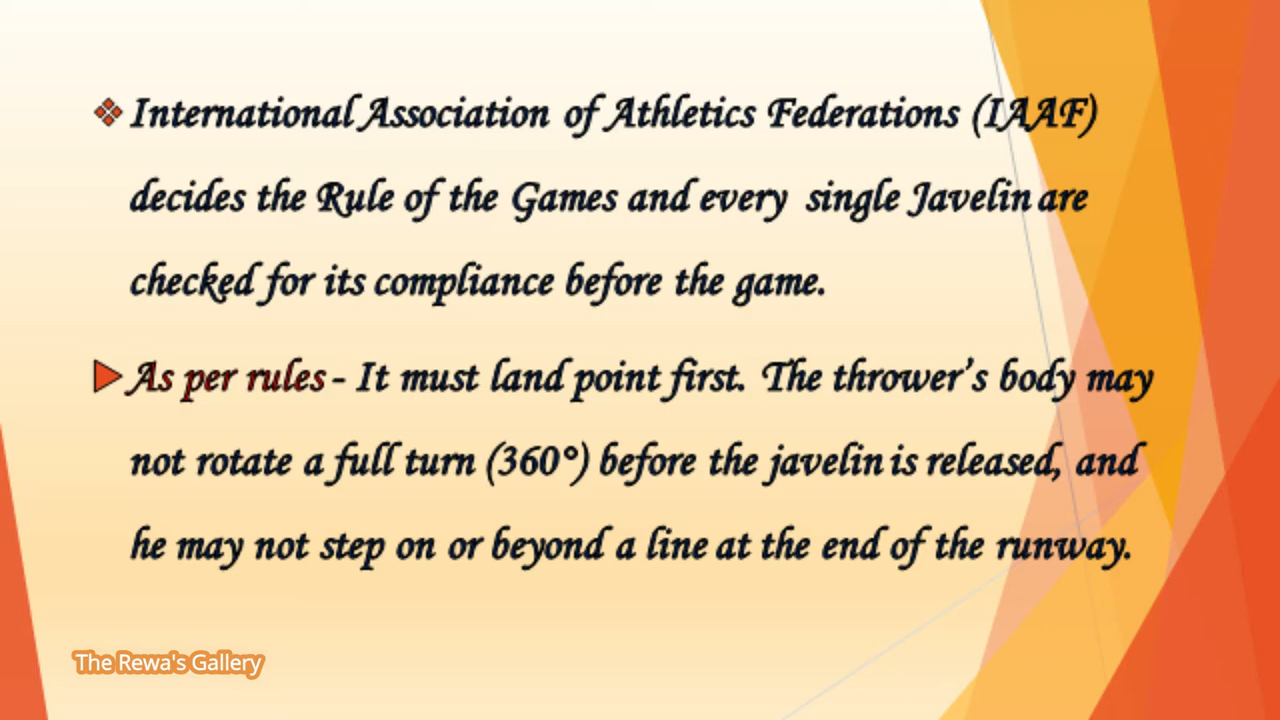 International Association of Athletics Federations (IAAF)
decides the Rule of the Games and every single Javelin are
checked for its compliance before the game.
As per rules - It must land point first. The thrower’s body may
not rotate a full turn (360°) before the javelin is released, and
he may not step on or beyond a line at the end of the runway.
The Rewa's Gallery